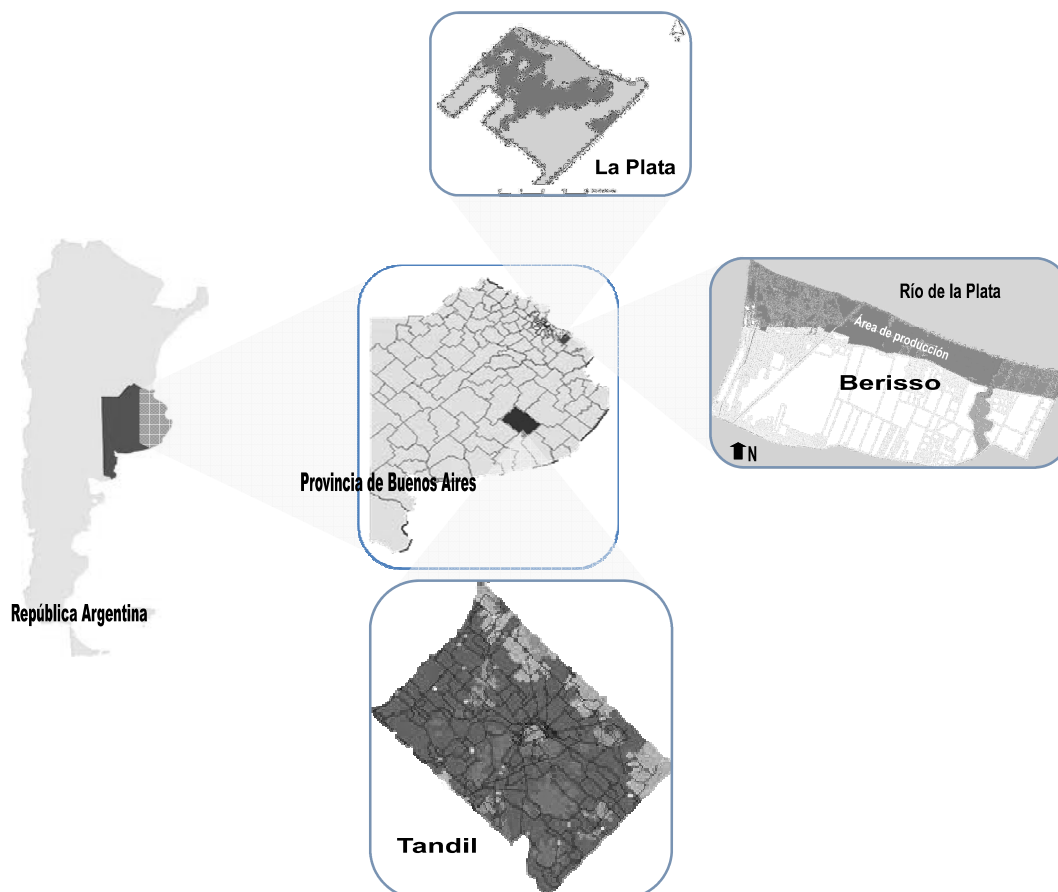 La Plata
Río de la Plata
Área de producción
Berisso
N
Provincia de Buenos Aires
República Argentina
Tandil